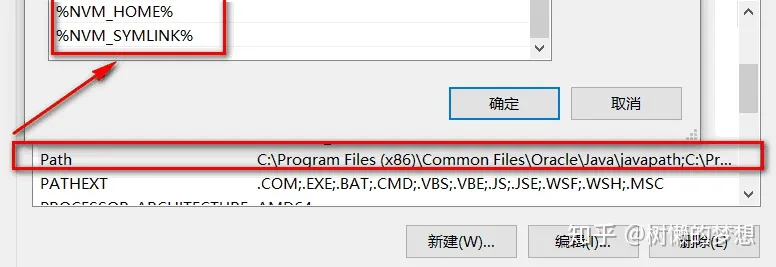 %NVM_HOME%
%NVM_SYMLINK%
确定
取消
Path C:\Program Files (x86)\Common Files\Oracle\Java\javapath;C:\Pr...
PATHEXT .COM;.EXE;.BAT;.CMD;.VBS;.VBE;.JS;.JSE;.WSF;.WSH;.MSC
PROCESSOR_ARCHITECTURE AMD64
新建(W)...
编辑(I)...
删除(L)
知乎 @树懒的梦想